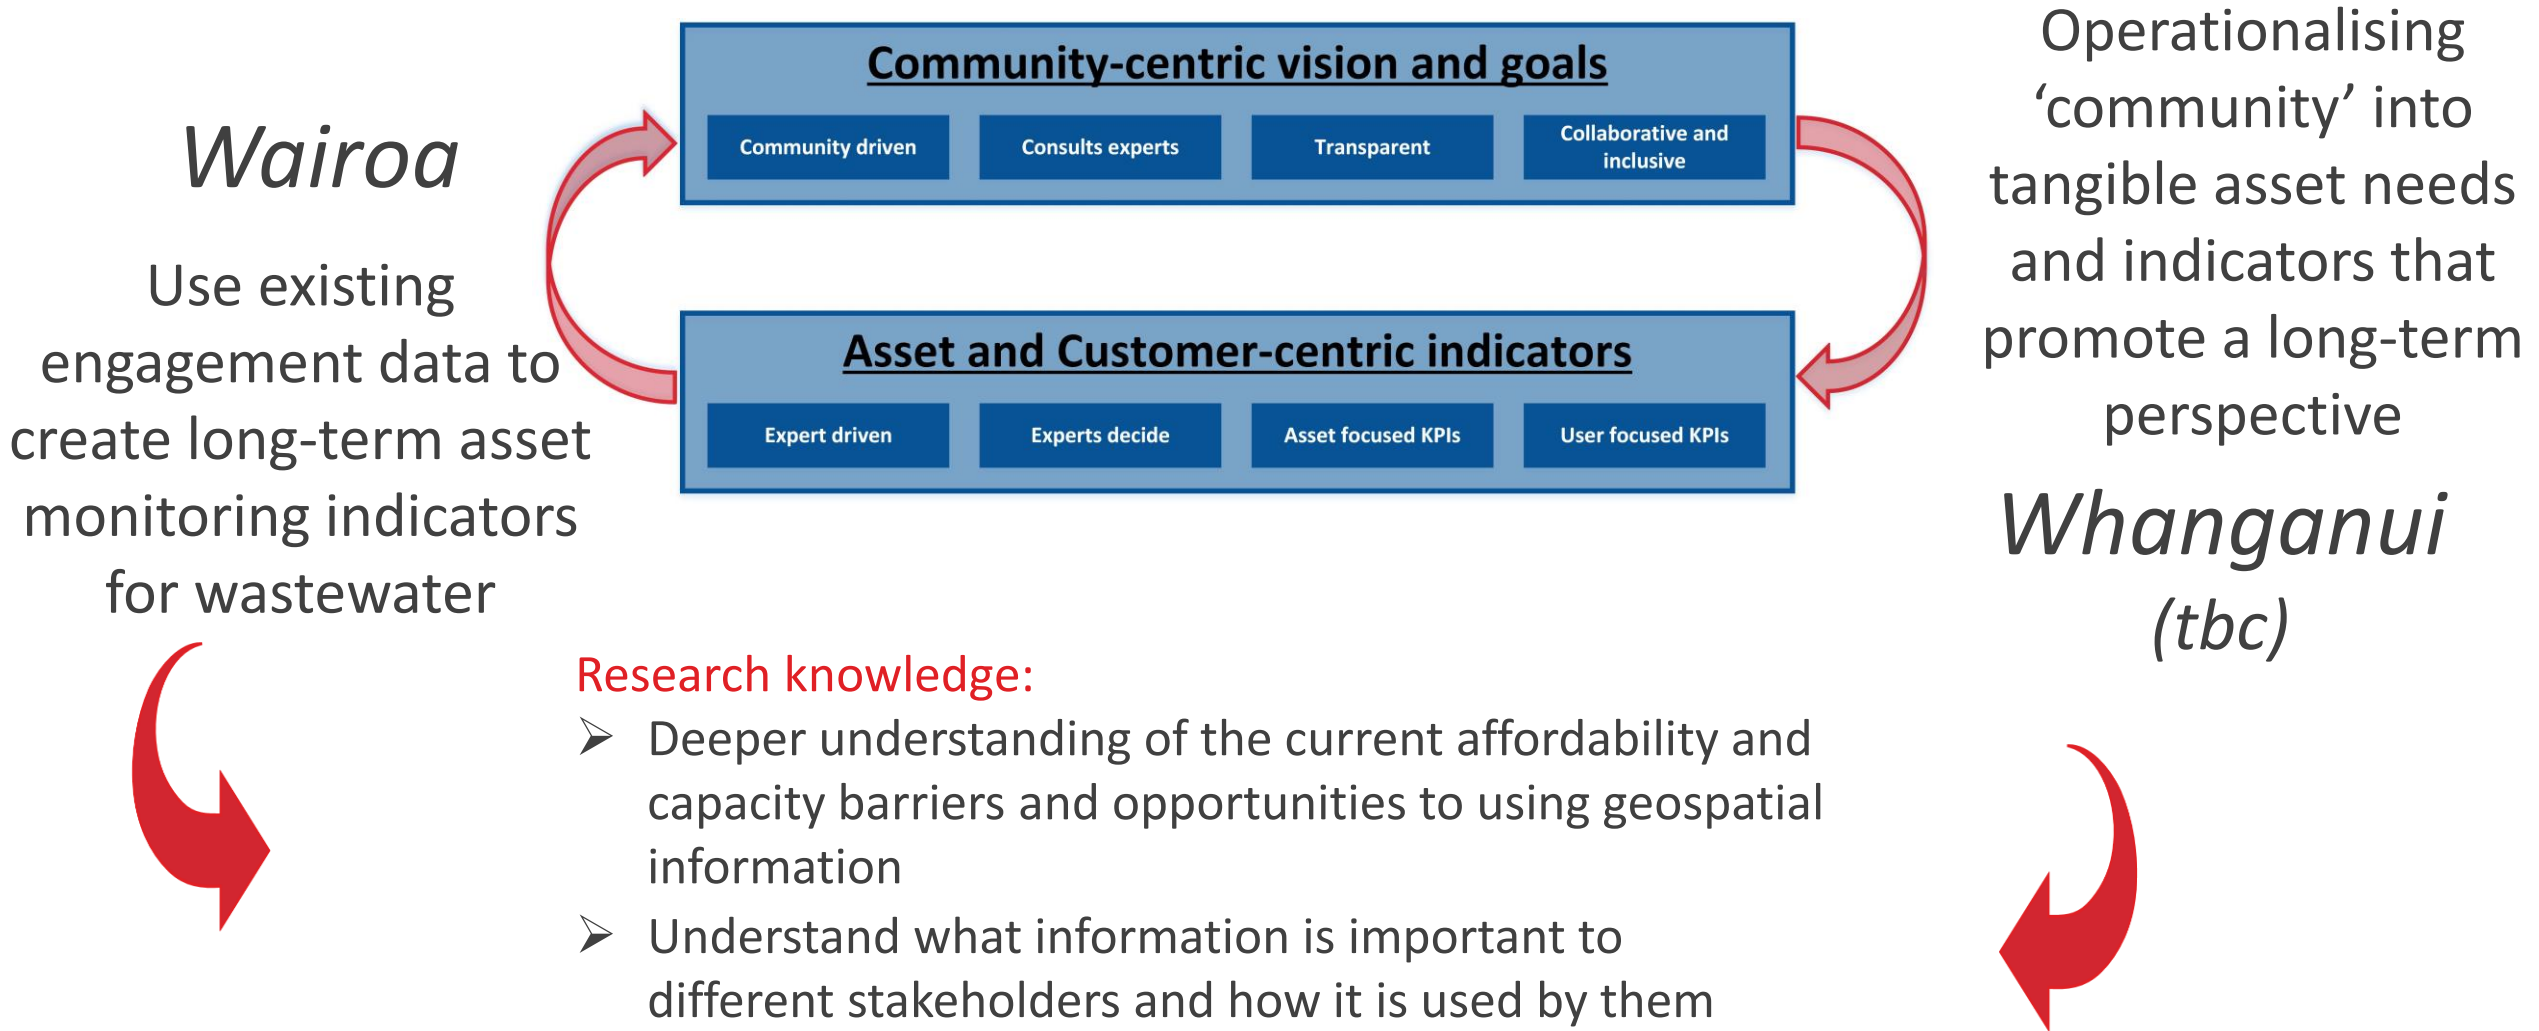 Wairoa
Use existing
engagement data to
create long-term asset
monitoring indicators
for wastewater
Community-centric vision and goals
Community driven
Consults experts
Transparent
Collaborative and
inclusive
Asset and Customer-centric indicators
Expert driven
Experts decide
Asset focused KPIs
User focused KPIs
Operationalising
‘community’ into
tangible asset needs
and indicators that
promote a long-term
perspective
Whanganui
(tbc)
Research knowledge:
➢ Deeper understanding of the current affordability and
capacity barriers and opportunities to using geospatial
information
➢ Understand what information is important to
different stakeholders and how it is used by them